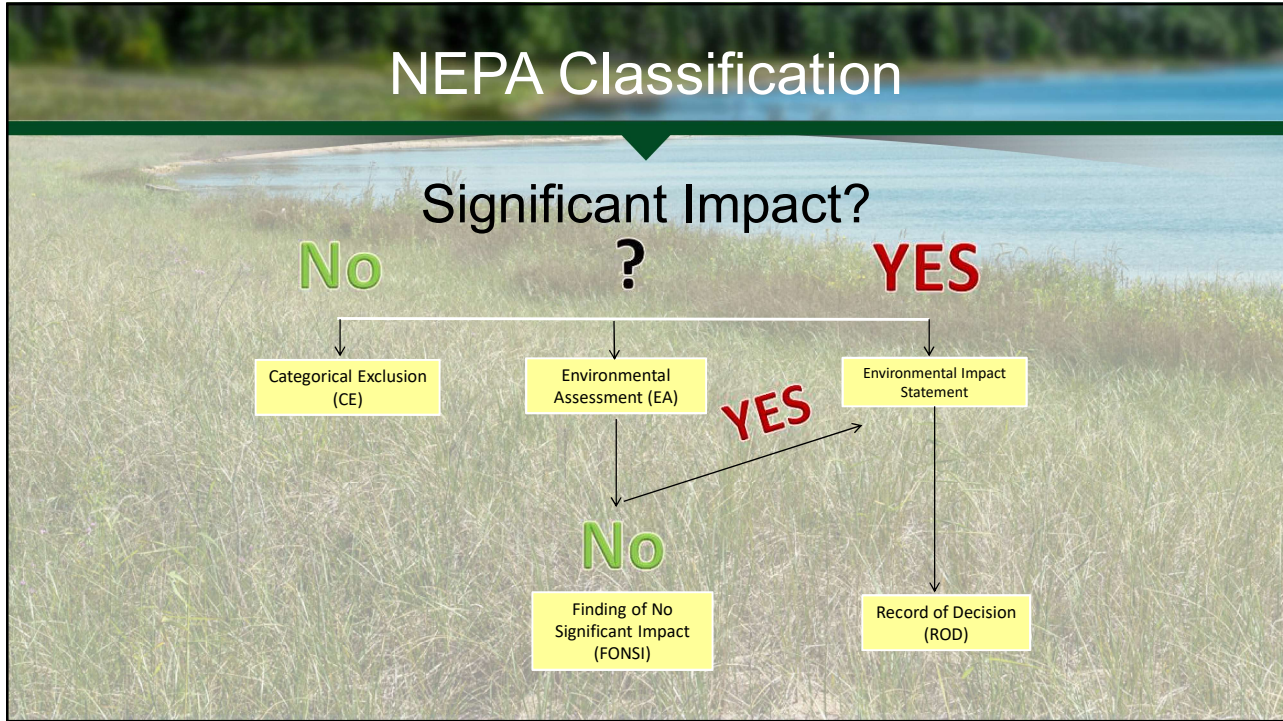 NEPA Classification
Significant Impact?
No
?
YES
Categorical Exclusion
(CE)
Environmental
Assessment (EA)
Environmental Impact
Statement
YES
No
Finding of No
Significant Impact
(FONSI)
Record of Decision
(ROD)